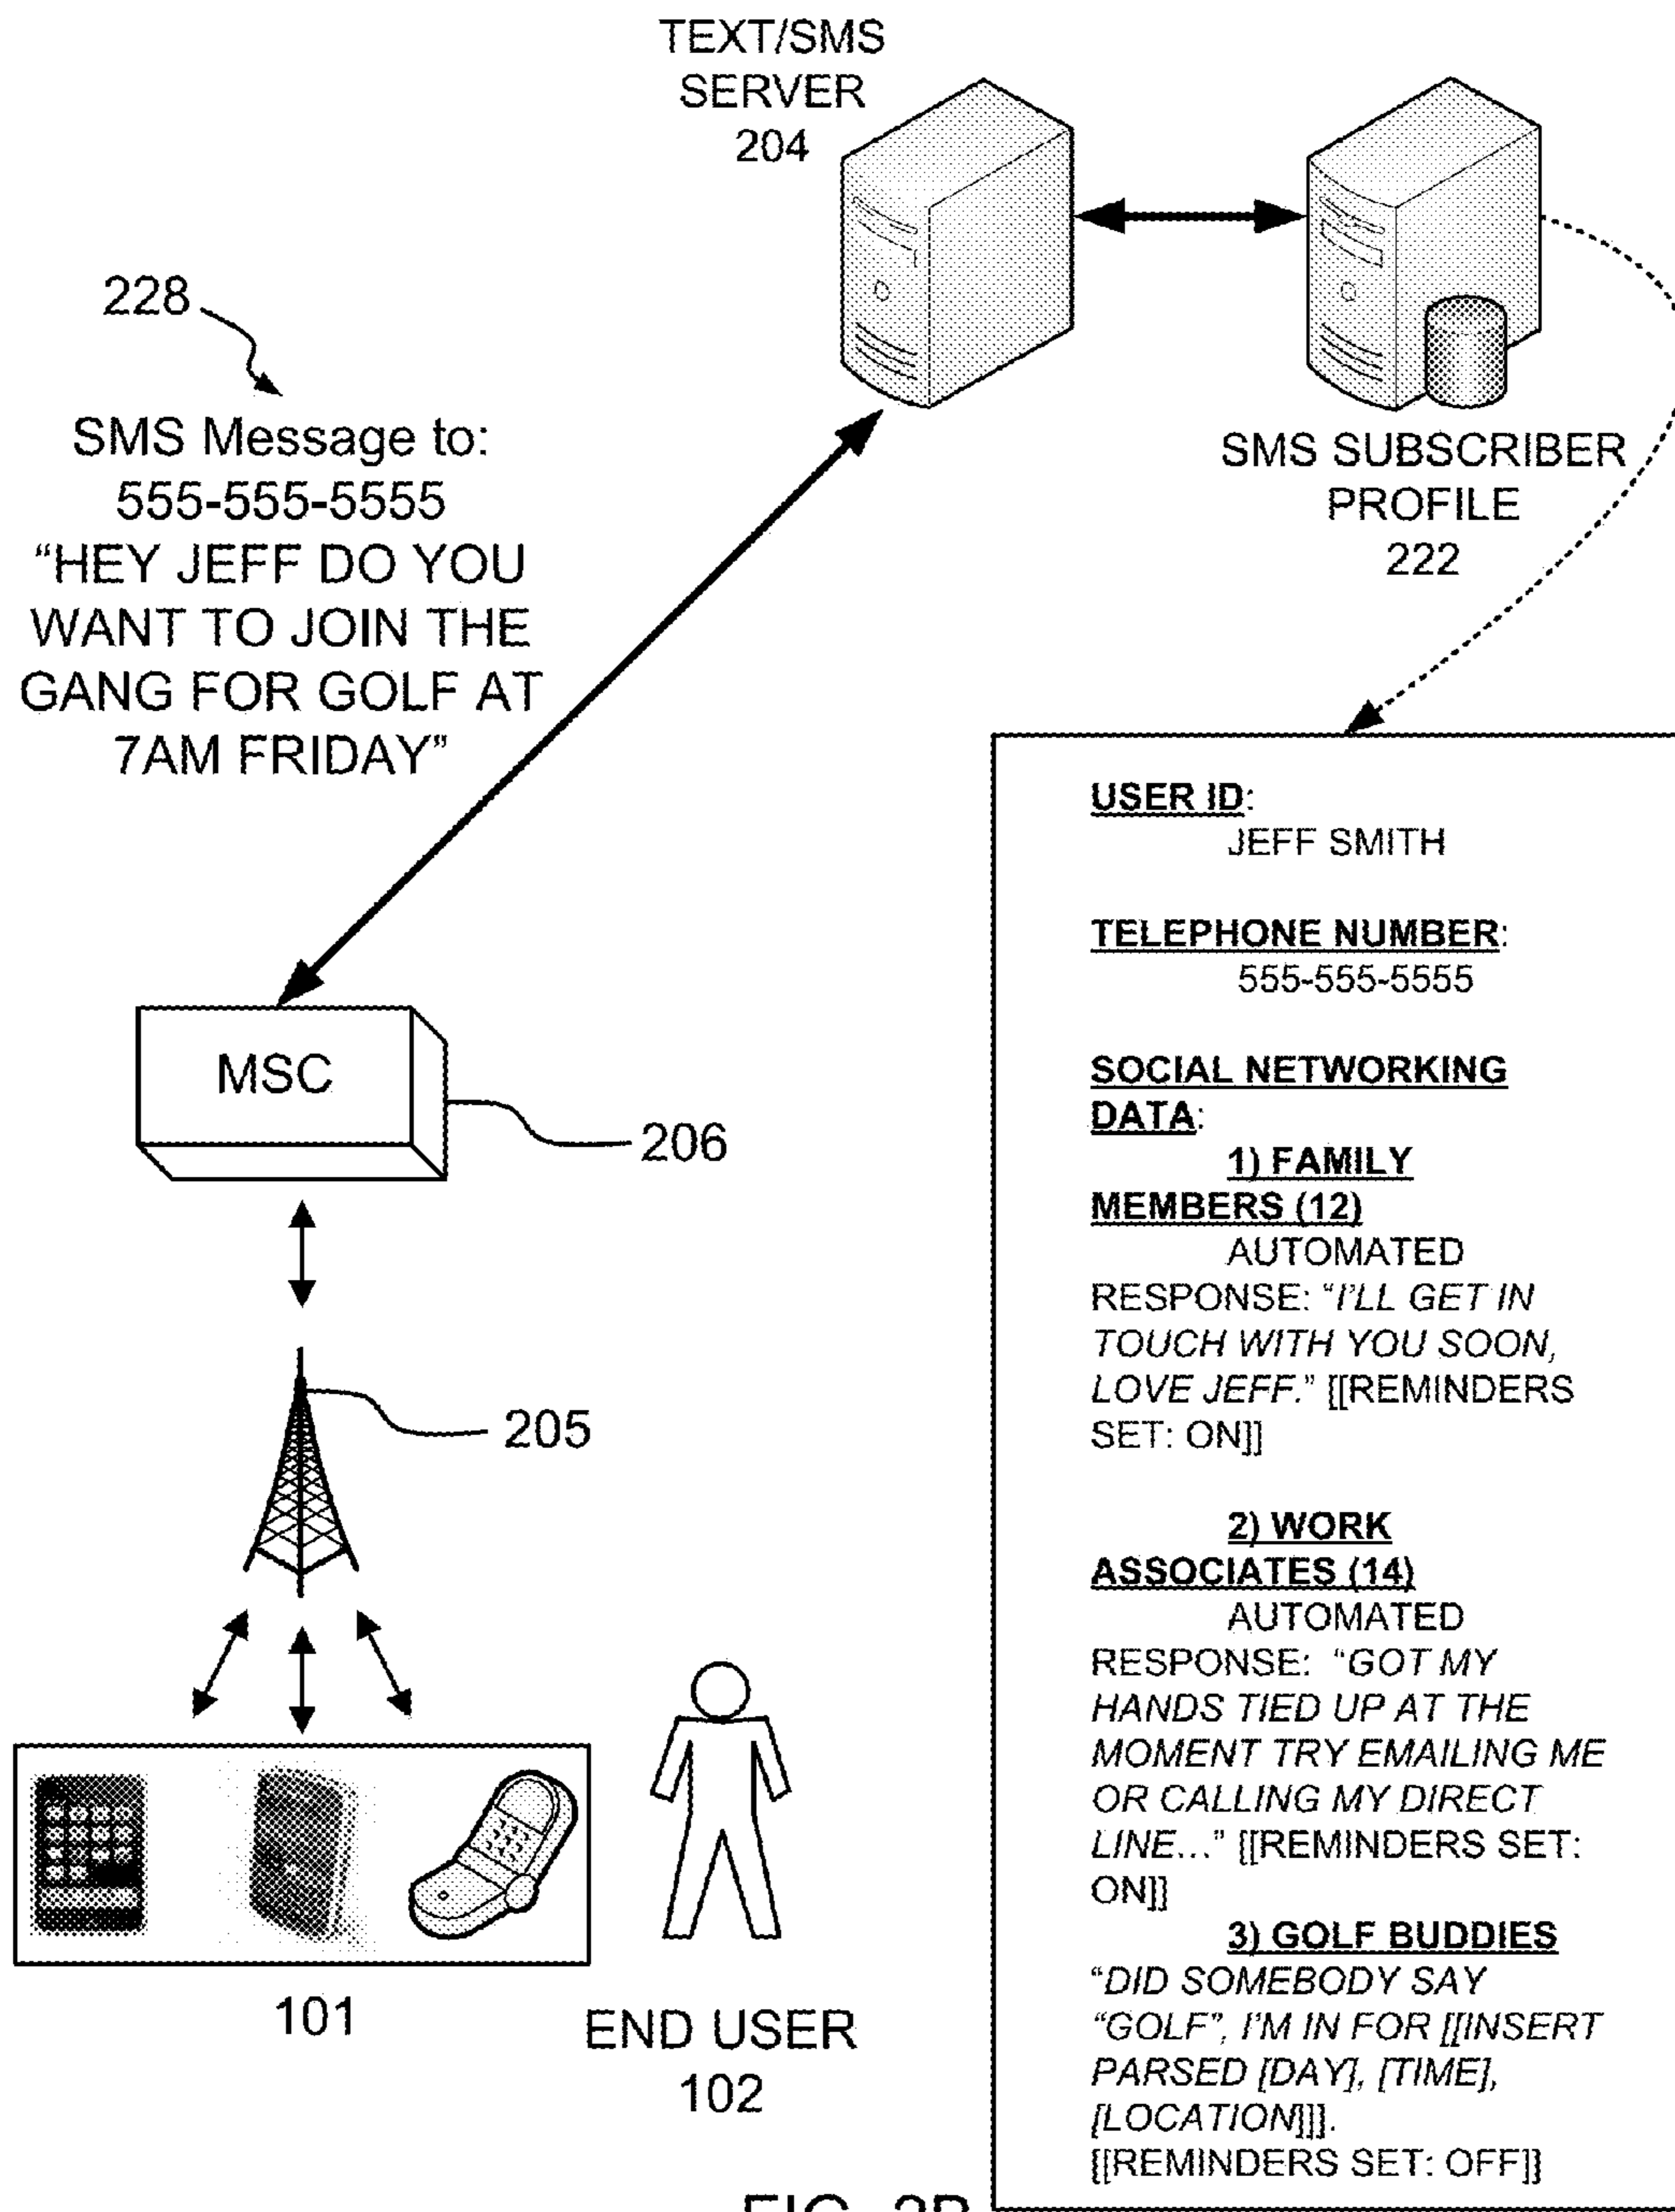 TEXT/SMS
SERVER
204
228
SMS Message to:
555-555-5555
“HEY JEFF DO YOU
WANT TO JOIN THE
GANG FOR GOLF AT
7AM FRIDAY”
SMS SUBSCRIBER
PROFILE
222
MSC
206
205
101
END USER
102
USER ID:
JEFF SMITH
TELEPHONE NUMBER:
555-555-5555
SOCIAL NETWORKING
DATA:
1) FAMILY
MEMBERS (12)
AUTOMATED
RESPONSE: “I’LL GET IN
TOUCH WITH YOU SOON,
LOVE JEFF.” [[REMINDERS
SET: ON]]
2) WORK
ASSOCIATES (14)
AUTOMATED
RESPONSE: “GOT MY
HANDS TIED UP AT THE
MOMENT TRY EMAILING ME
OR CALLING MY DIRECT
LINE…” [[REMINDERS SET:
ON]]
3) GOLF BUDDIES
“DID SOMEBODY SAY
“GOLF”, I’M IN FOR [[INSERT
PARSED [DAY], [TIME],
[LOCATION]]].
[[REMINDERS SET: OFF]]